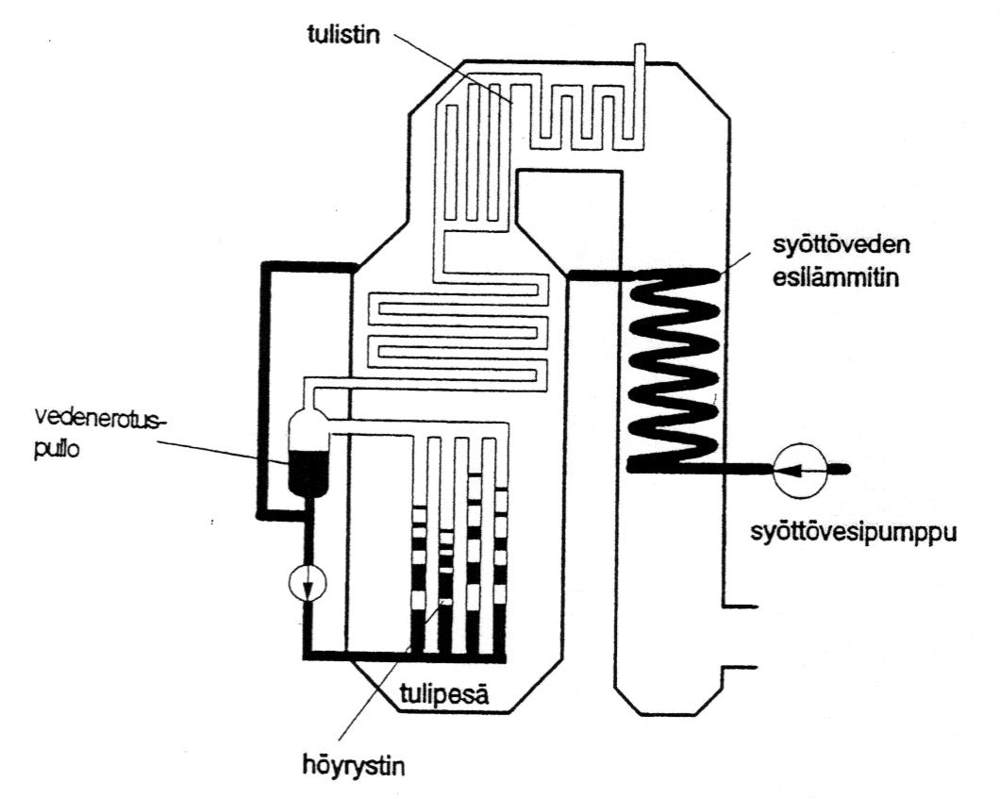 tulistin
syöttöveden
esilämmitin
vedenerotus-
pullo
syöttövesipumppu
tulipesä
höyrystin